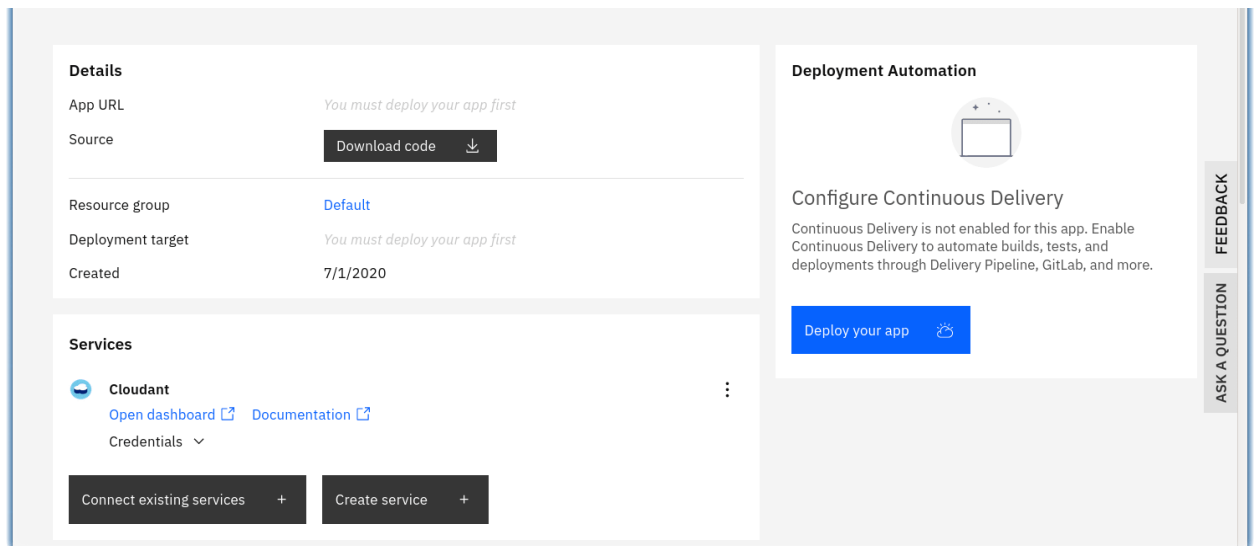 Details
App URL
You must deploy your app first
Source
Download code
Resource group
Default
Deployment target
You must deploy your app first
Created
7/1/2020
Services
Cloudant
Open dashboard
Documentation
Credentials
Connect existing services +
Create service +
Deployment Automation
Configure Continuous Delivery
Continuous Delivery is not enabled for this app. Enable
Continuous Delivery to automate builds, tests, and
deployments through Delivery Pipeline, GitLab, and more.
Deploy your app
FEEDBACK
ASK A QUESTION